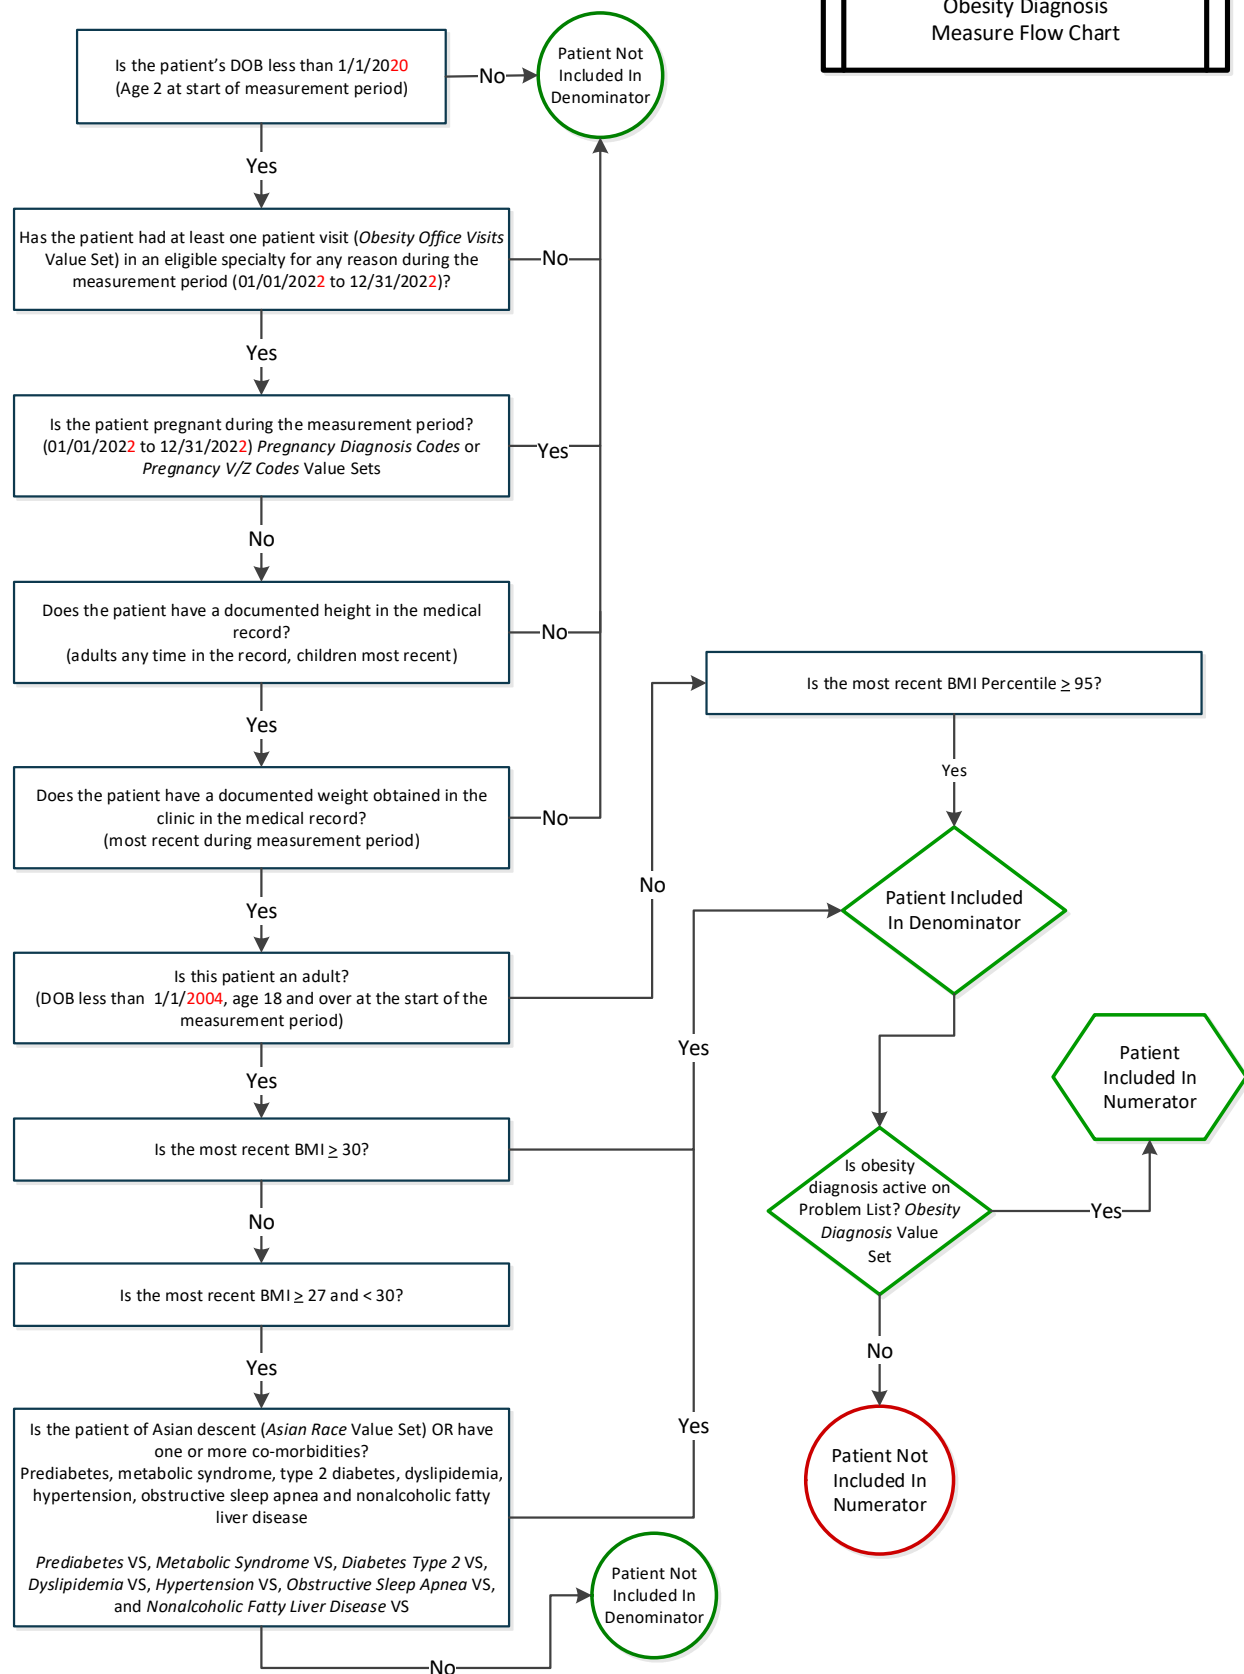 Obesity Diagnosis
Measure Flow Chart
Is the patient's DOB less than 1/1/2020
(Age 2 at start of measurement period)
No
Patient Not
Included In
Denominator
Yes
Has the patient had at least one patient visit (Obesity Office Visits
Value Set) in an eligible specialty for any reason during the
measurement period (01/01/2022 to 12/31/2022)?
No
Yes
Is the patient pregnant during the measurement period?
(01/01/2022 to 12/31/2022) Pregnancy Diagnosis Codes or
Pregnancy V/Z Codes Value Sets
Yes
No
Does the patient have a documented height in the medical
record?
(adults any time in the record, children most recent)
No
Yes
Does the patient have a documented weight obtained in the
clinic in the medical record?
(most recent during measurement period)
No
Yes
Is this patient an adult?
(DOB less than 1/1/2004, age 18 and over at the start of the
measurement period)
No
Is the most recent BMI Percentile ≥ 95?
Yes
Patient Included
In Denominator
Yes
Is the most recent BMI ≥ 30?
Yes
No
Is the most recent BMI ≥ 27 and < 30?
Yes
Is the patient of Asian descent (Asian Race Value Set) OR have
one or more co-morbidities?
Prediabetes, metabolic syndrome, type 2 diabetes, dyslipidemia,
hypertension, obstructive sleep apnea and nonalcoholic fatty
liver disease
Prediabetes VS, Metabolic Syndrome VS, Diabetes Type 2 VS,
Dyslipidemia VS, Hypertension VS, Obstructive Sleep Apnea VS,
and Nonalcoholic Fatty Liver Disease VS
Yes
No
Patient Not
Included In
Denominator
Is obesity
diagnosis active on
Problem List? Obesity
Diagnosis Value
Set
Yes
Patient
Included In
Numerator
No
Patient Not
Included In
Numerator